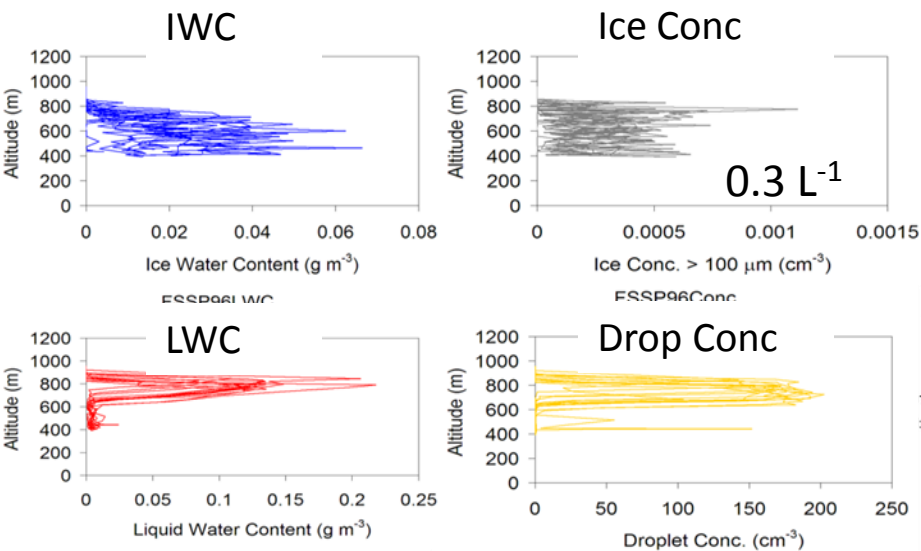 IWC
Ice Conc
1200
1000
800
600
400
200
0
Altitude (m)
0 0.02 0.04 0.06 0.08
Ice Water Content (g m-3)
1200
1000
800
600
400
200
0
Altitude (m)
0.3 L-1
0 0.0005 0.001 0.0015
Ice Conc. > 100 μm (cm-3)
FSSP96LWC
FSSP96Conc
LWC
Drop Conc
1200
1000
800
600
400
200
0
Altitude (m)
0 0.05 0.1 0.15 0.2 0.25
Liquid Water Content (g m-3)
1200
1000
800
600
400
200
0
Altitude (m)
0 50 100 150 200 250
Droplet Conc. (cm-3)